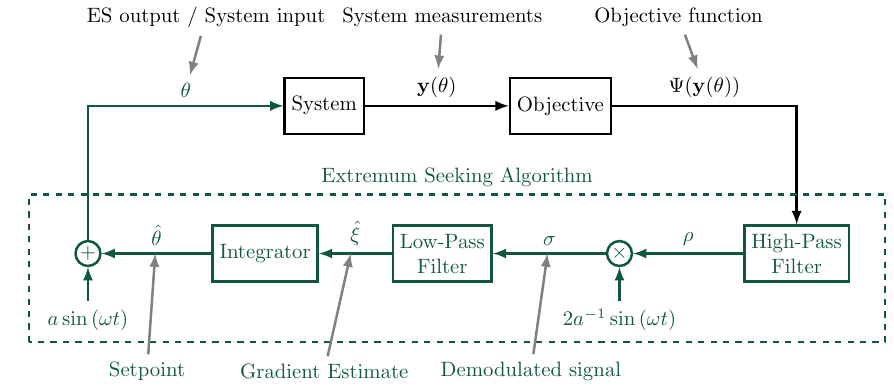 ES output / System input System measurements Objective function
θ
System
y(θ)
Objective
Ψ(y(θ))
Extremum Seeking Algorithm
+
θ̂
Integrator
ξ̂
Low-Pass
Filter
σ
×
ρ
High-Pass
Filter
a sin (ωt)
2a⁻¹ sin (ωt)
Setpoint
Gradient Estimate
Demodulated signal